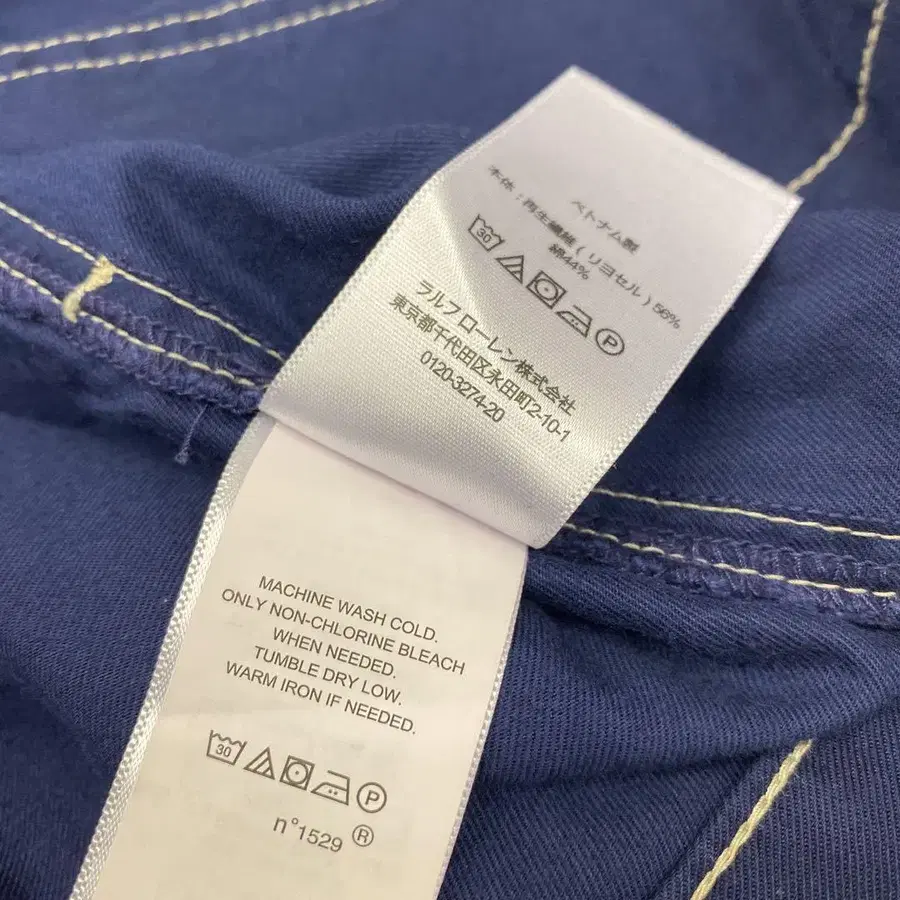 ベトナム製
本体：再生繊維(リヨセル)56%
綿44%
30
P
ラルフ ローレン株式会社
東京都千代田区永田町2-10-1
0120-3274-20
MACHINE WASH COLD.
ONLY NON-CHLORINE BLEACH
WHEN NEEDED.
TUMBLE DRY LOW.
WARM IRON IF NEEDED.
30
P
n°1529 ®